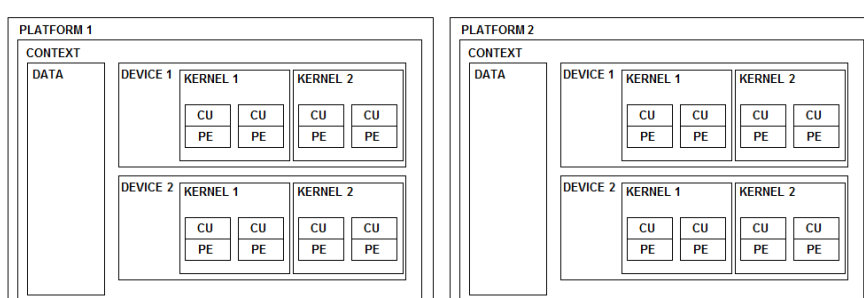 PLATFORM 1
CONTEXT
DATA
DEVICE 1
KERNEL 1
KERNEL 2
CU CU CU CU
PE PE PE PE
DEVICE 2
KERNEL 1
KERNEL 2
CU CU CU CU
PE PE PE PE
PLATFORM 2
CONTEXT
DATA
DEVICE 1
KERNEL 1
KERNEL 2
CU CU CU CU
PE PE PE PE
DEVICE 2
KERNEL 1
KERNEL 2
CU CU CU CU
PE PE PE PE